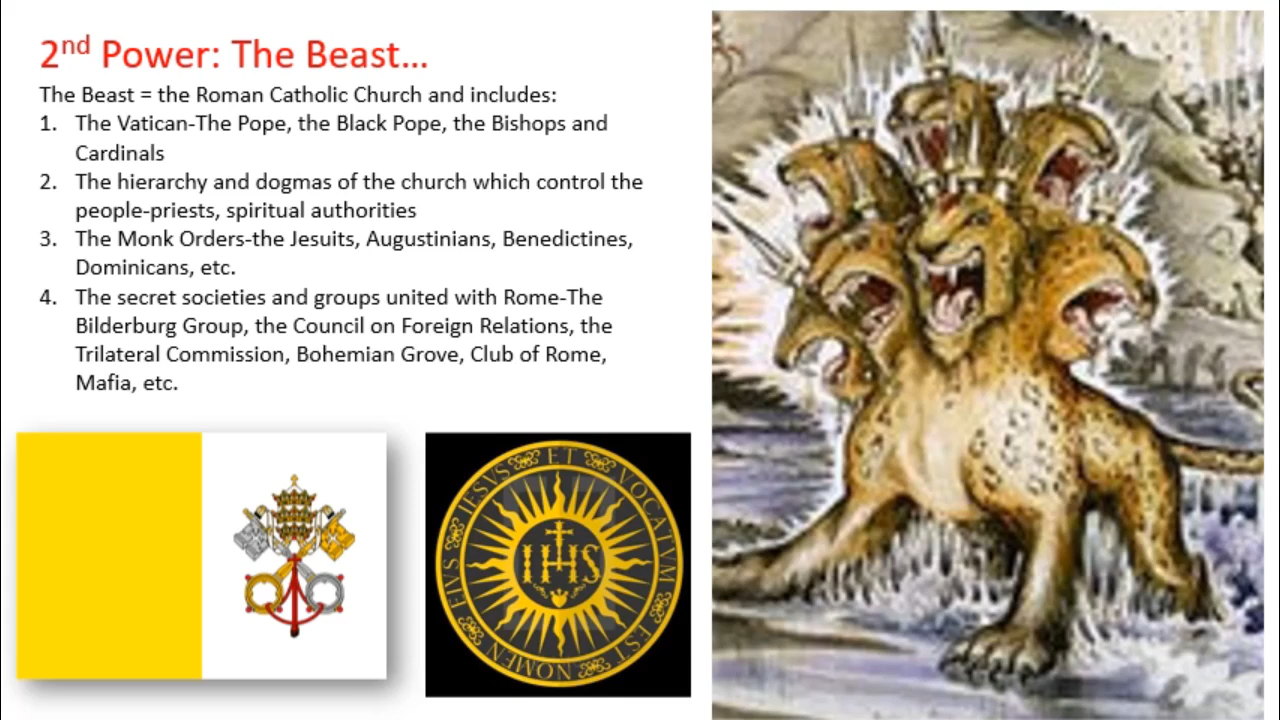 2nd Power: The Beast...
The Beast = the Roman Catholic Church and includes:
1. The Vatican-The Pope, the Black Pope, the Bishops and
Cardinals
2. The hierarchy and dogmas of the church which control the
people-priests, spiritual authorities
3. The Monk Orders-the Jesuits, Augustinians, Benedictines,
Dominicans, etc.
4. The secret societies and groups united with Rome-The
Bilderburg Group, the Council on Foreign Relations, the
Trilateral Commission, Bohemian Grove, Club of Rome,
Mafia, etc.
ET VOCATVM EST NOMEN EIVS IESVS
IHS